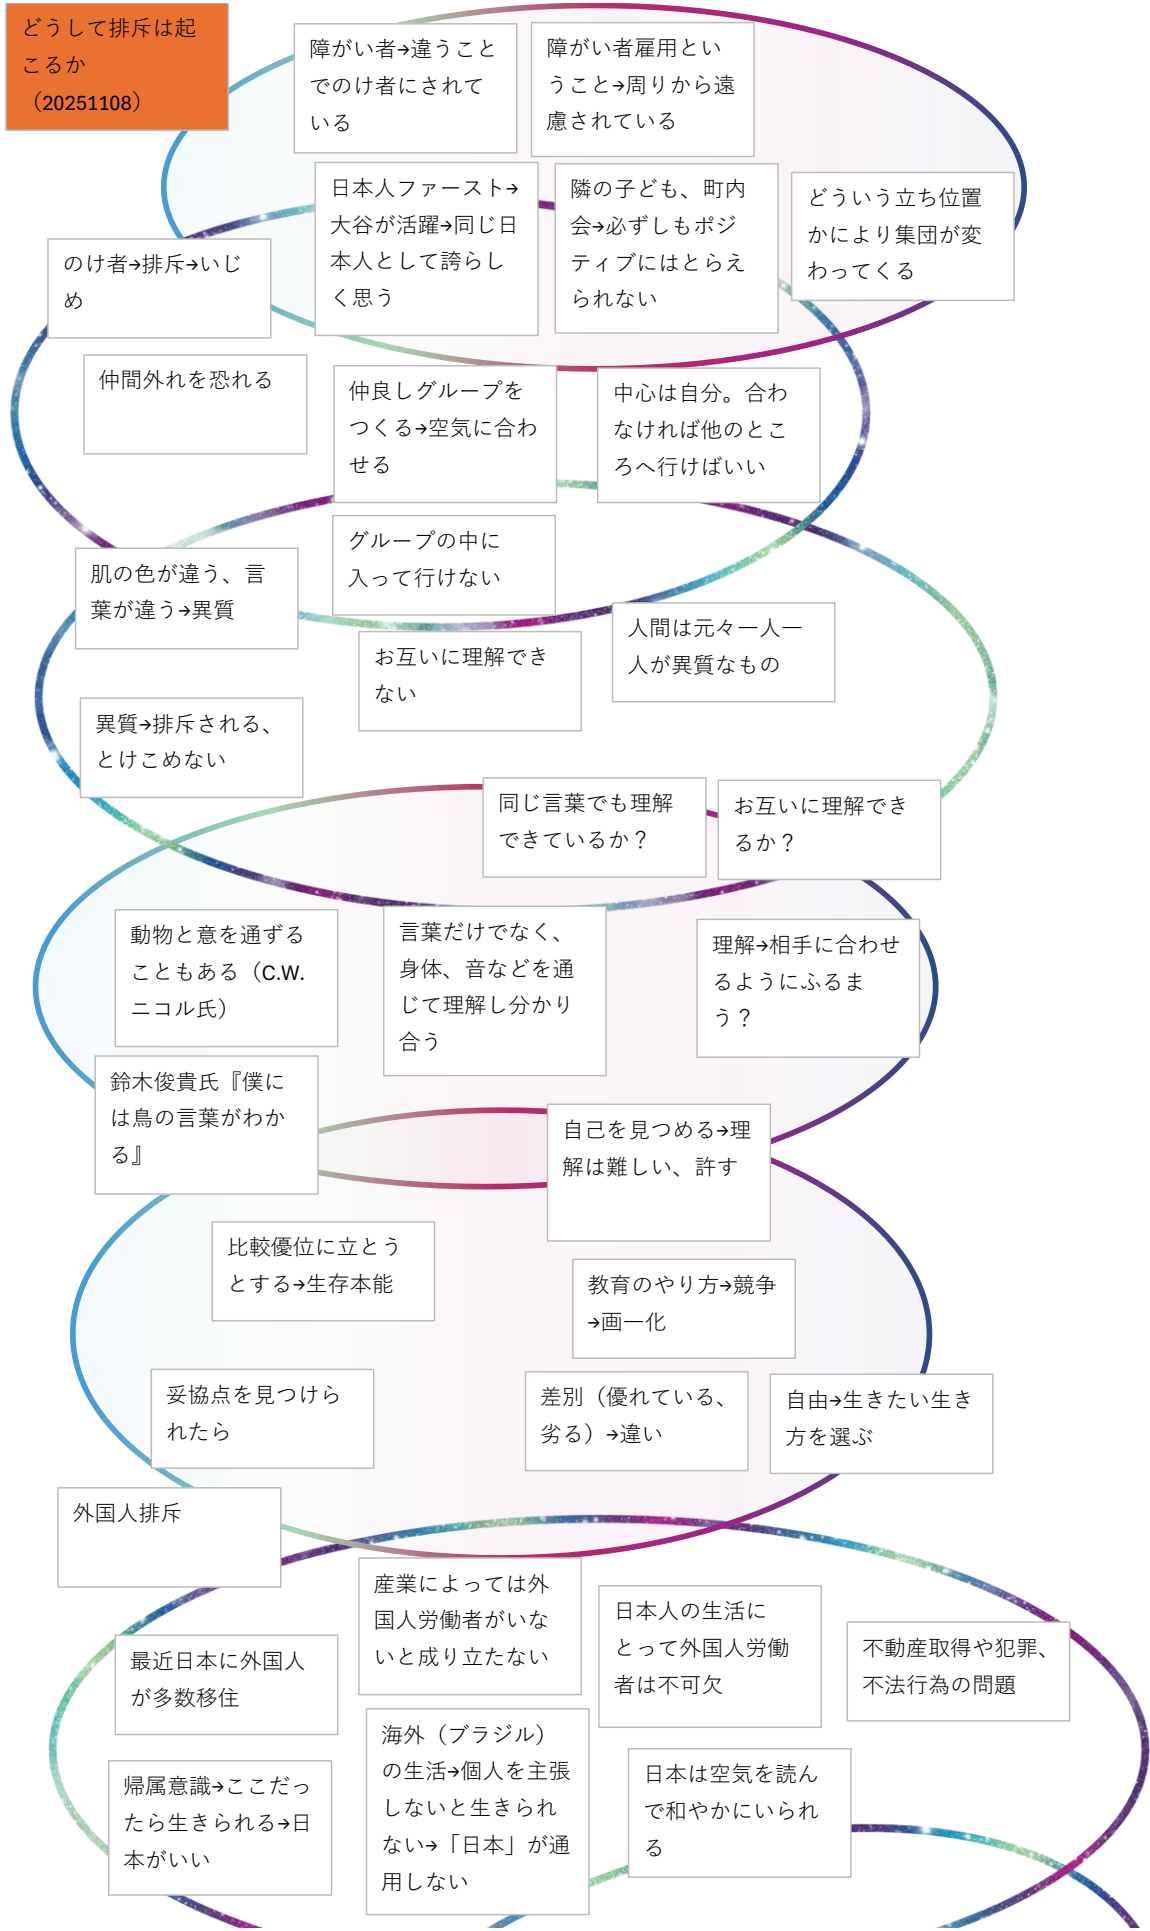 どうして排斥は起
こるか
（20251108）
障がい者→違うこと
でのけ者にされて
いる
障がい者雇用とい
うこと→周りから遠
慮されている
日本人ファースト→
大谷が活躍→同じ日
本人として誇らし
く思う
隣の子ども、町内
会→必ずしもポジ
ティブにはとらえ
られない
どういう立ち位置
かにより集団が変
わってくる
のけ者→排斥→いじ
め
仲間外れを恐れる
仲良しグループを
つくる→空気に合わ
せる
中心は自分。合わ
なければ他のとこ
ろへ行けばいい
グループの中に
入って行けない
肌の色が違う、言
葉が違う→異質
人間は元々一人一
人が異質なもの
お互いに理解でき
ない
異質→排斥される、
とけこめない
同じ言葉でも理解
できているか？
お互いに理解でき
るか？
動物と意を通ずる
こともある（C.W.
ニコル氏）
言葉だけでなく、
身体、音などを通
じて理解し分かり
合う
理解→相手に合わせ
るようにふるま
う？
鈴木俊貴氏『僕に
は鳥の言葉がわか
る』
自己を見つめる→理
解は難しい、許す
比較優位に立とう
とする→生存本能
教育のやり方→競争
→画一化
妥協点を見つけら
れたら
差別（優れている、
劣る）→違い
自由→生きたい生き
方を選ぶ
外国人排斥
産業によっては外
国人労働者がいな
いと成り立たない
日本人の生活に
とって外国人労働
者は不可欠
不動産取得や犯罪、
不法行為の問題
最近日本に外国人
が多数移住
海外（ブラジル）
の生活→個人を主張
しないと生きられ
ない→「日本」が通
用しない
日本は空気を読ん
で和やかにいられ
る
帰属意識→ここだっ
たら生きられる→日
本がいい